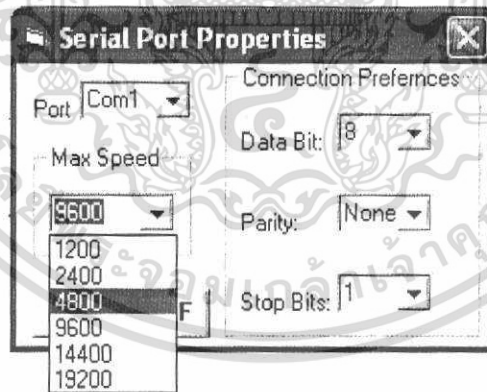 Serial Port Properties
Port Com1
Max Speed
9600
1200
2400
4800
9600
14400
19200
F
Connection Prefernces
Data Bit: 8
Parity: None
Stop Bits: 1